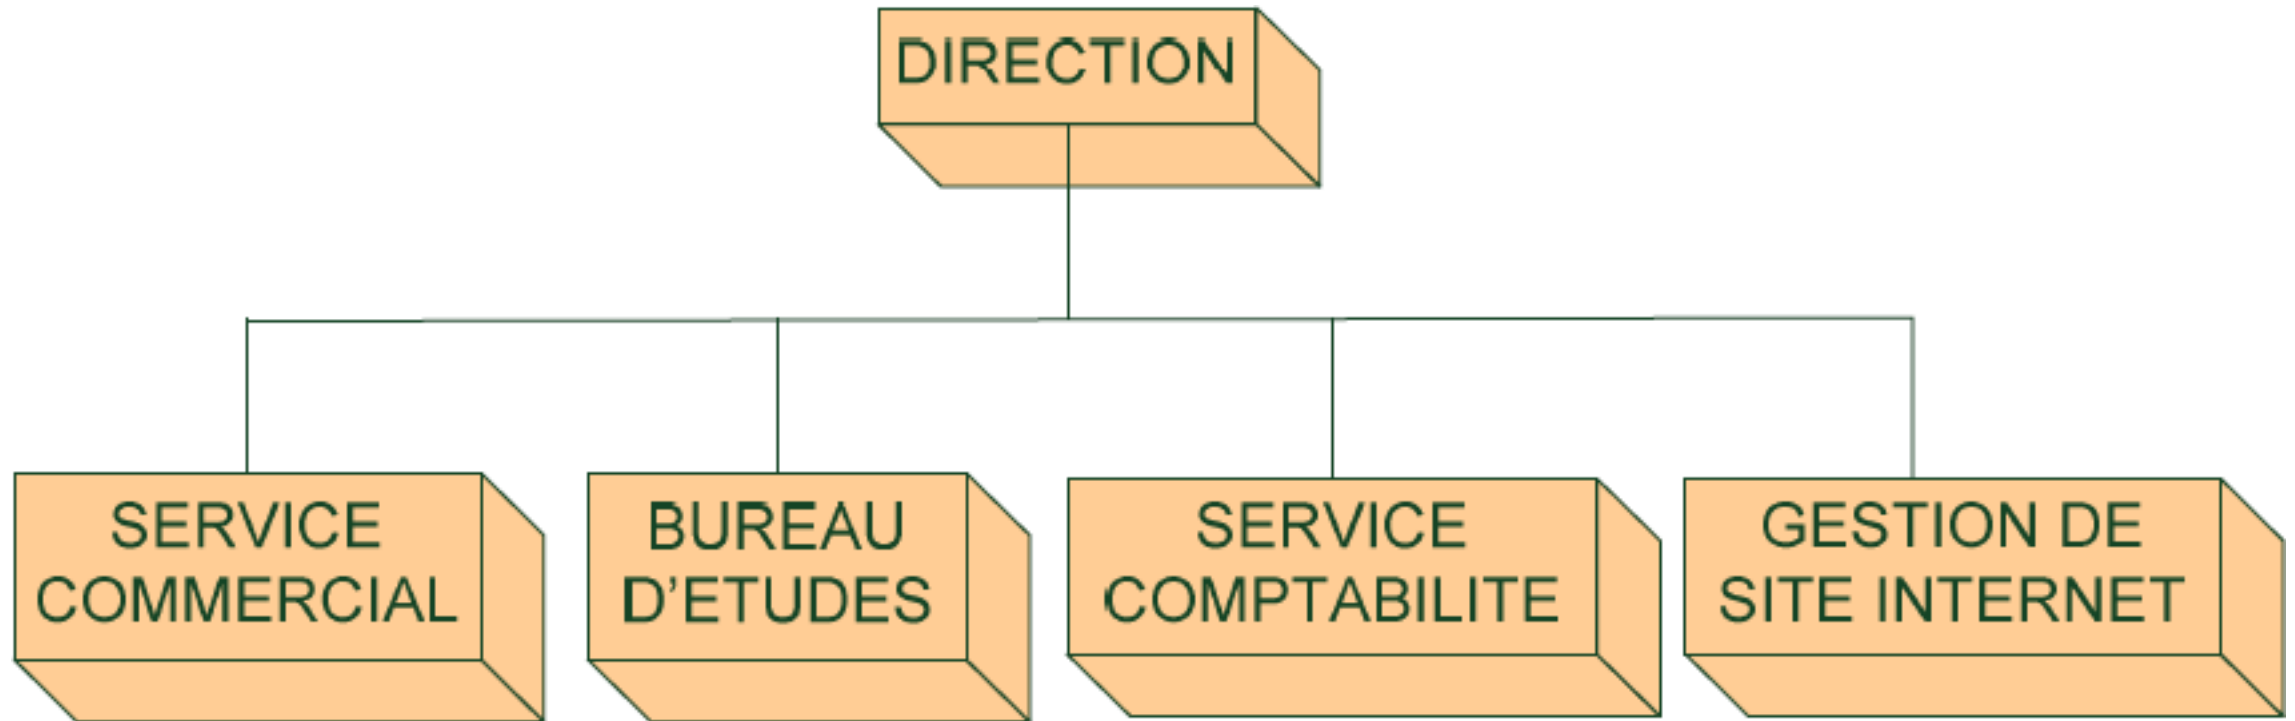 DIRECTION
SERVICE
COMMERCIAL
BUREAU
D’ETUDES
SERVICE
COMPTABILITE
GESTION DE
SITE INTERNET